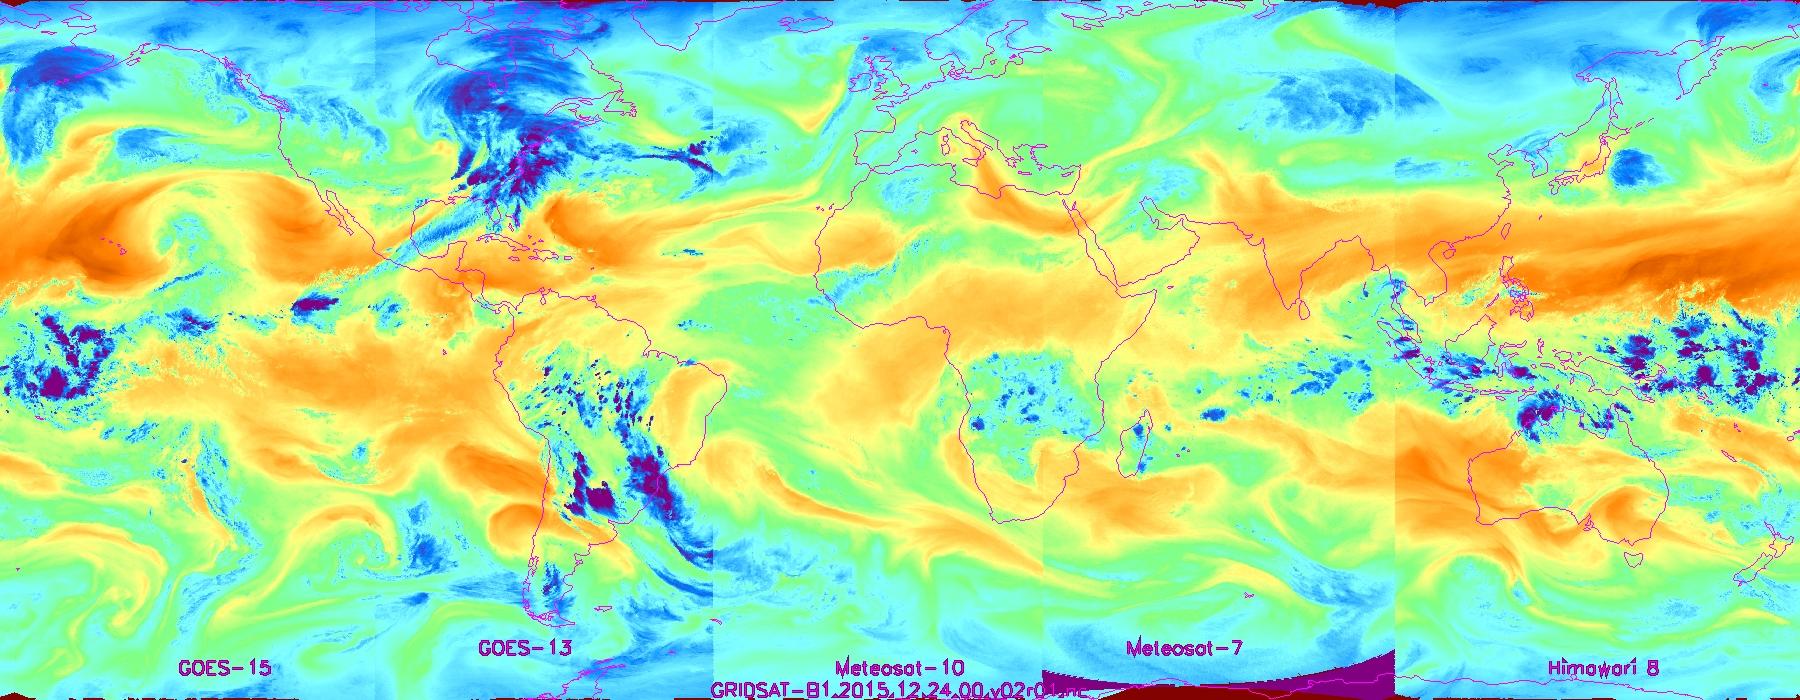 GOES-13
Meteosat-7
GOES-15
Meteosat-10
Himawari 8
GRIDSAT-B1.2015.12.24.00.v02r01.nc